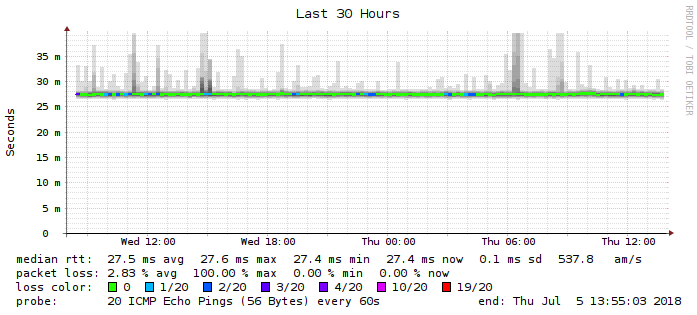 Last 30 Hours
RRDTOOL / TOBI OETIKER
Seconds
35 m
30 m
25 m
20 m
15 m
10 m
5 m
0
Wed 12:00 Wed 18:00 Thu 00:00 Thu 06:00 Thu 12:00
median rtt: 27.5 ms avg 27.6 ms max 27.4 ms min 27.4 ms now 0.1 ms sd 537.8 am/s
packet loss: 2.83 % avg 100.00 % max 0.00 % min 0.00 % now
loss color: 0 1/20 2/20 3/20 4/20 10/20 19/20
probe: 20 ICMP Echo Pings (56 Bytes) every 60s end: Thu Jul 5 13:55:03 2018